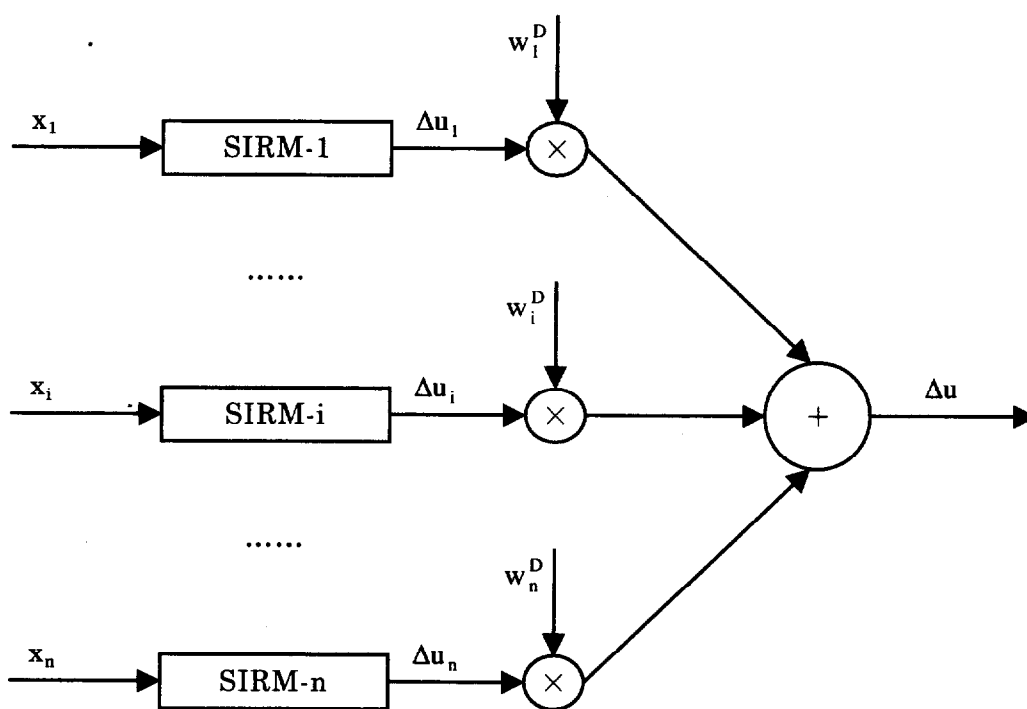 w₁ᴰ
x₁ SIRM-1 Δu₁ ×
......
wᵢᴰ
xᵢ SIRM-i Δuᵢ × + Δu
......
wₙᴰ
xₙ SIRM-n Δuₙ ×